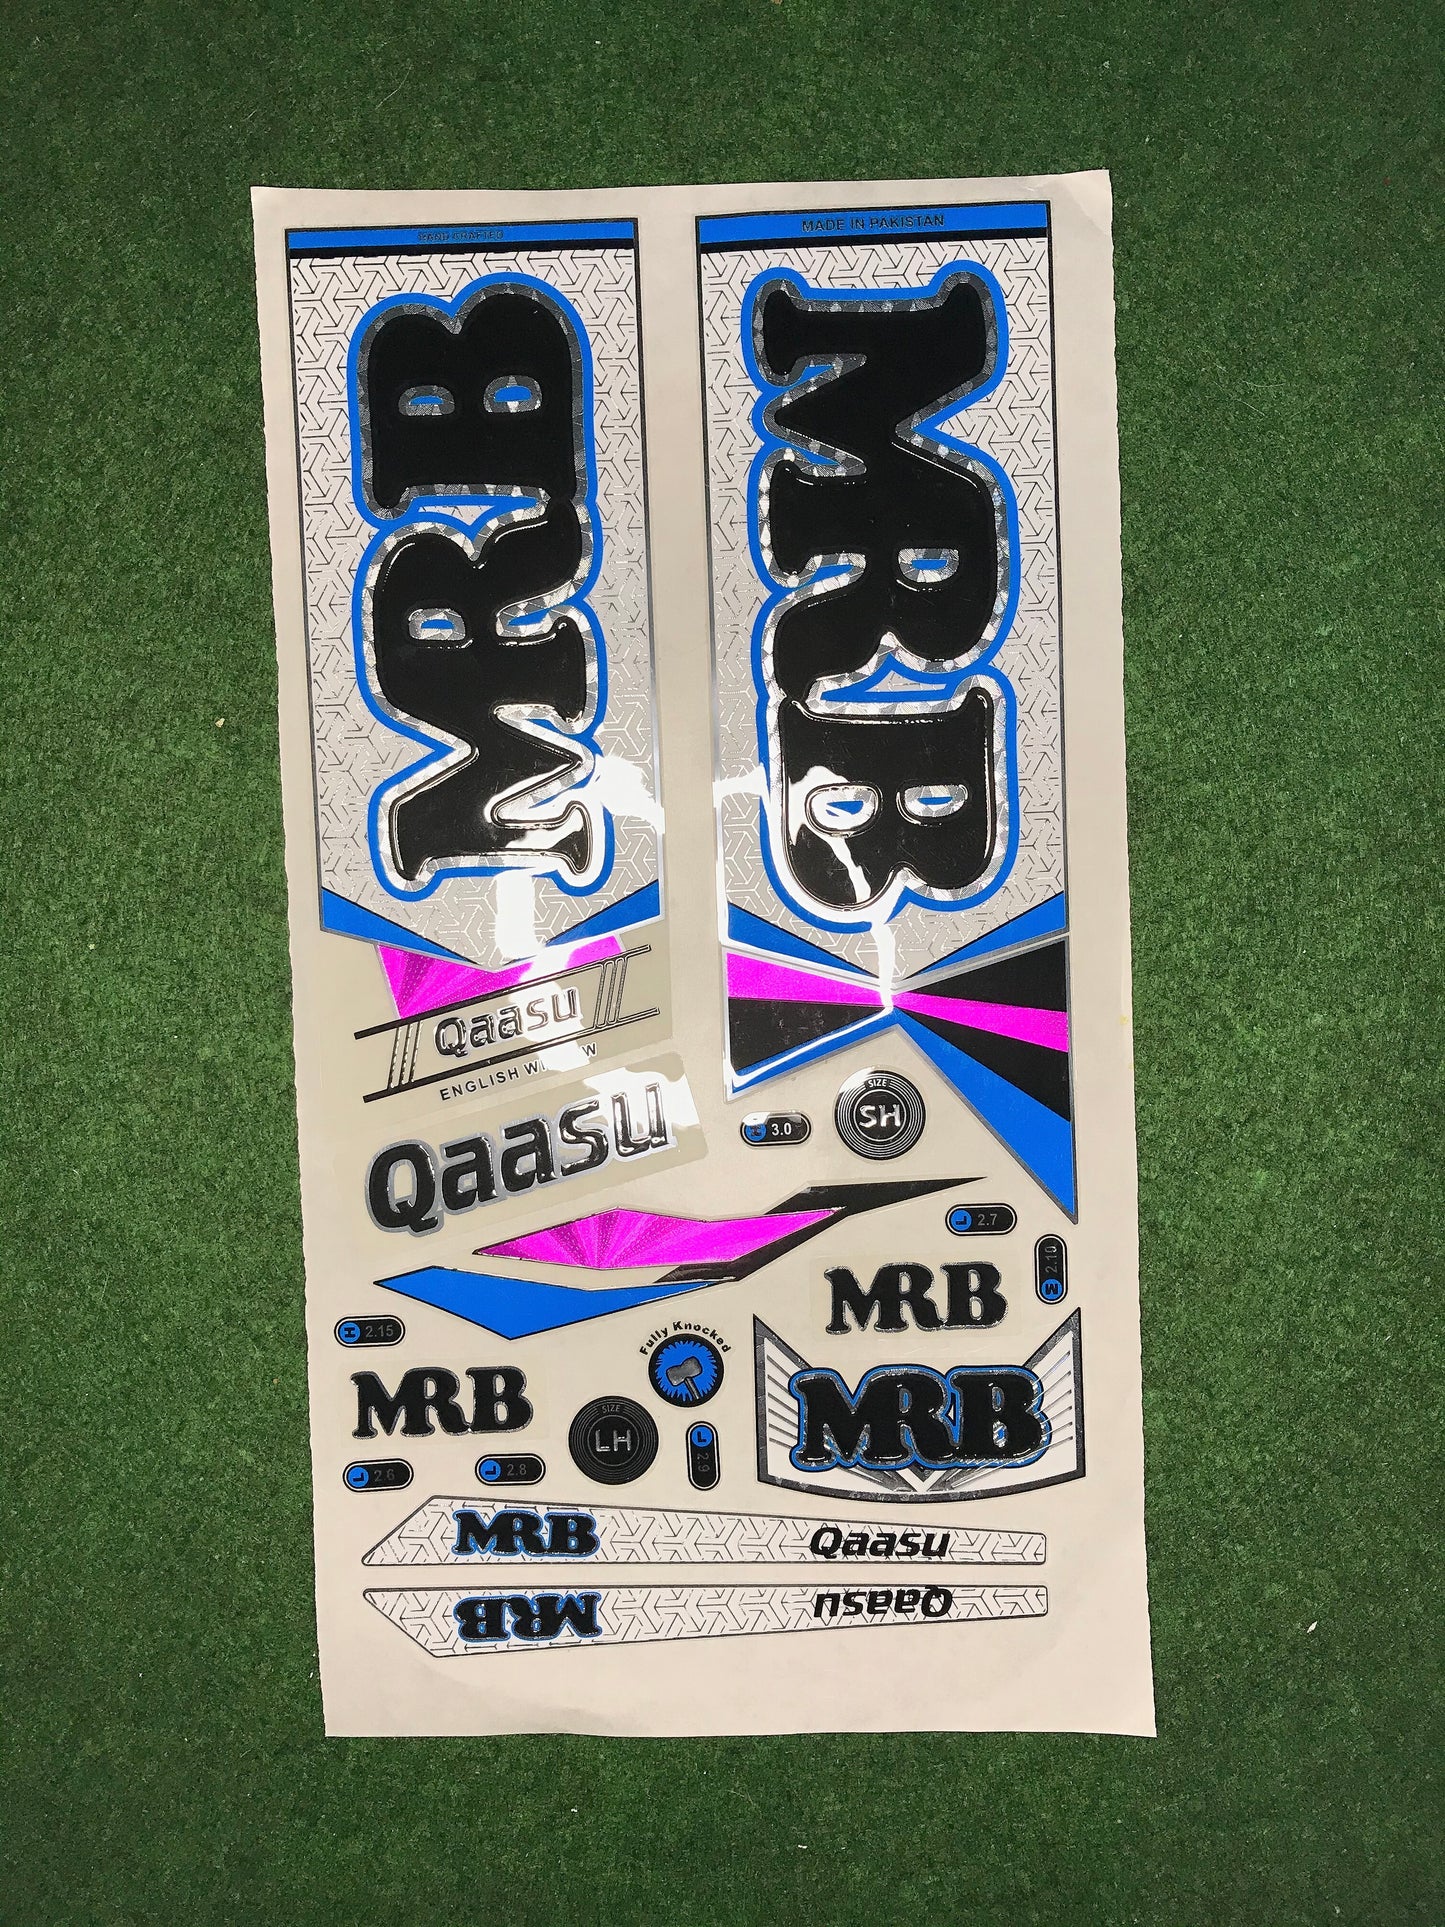 HAND CRAFTED
MADE IN PAKISTAN
MRB
MRB
Qaasu
ENGLISH
Qaasu
3.0
SIZE
SH
L 2.7
M 2.10
H 2.15
Fully Knocked
MRB
MRB
MRB
SIZE
LH
L 2.6
L 2.8
L 2.9
MRB Qaasu
MRB Qaasu